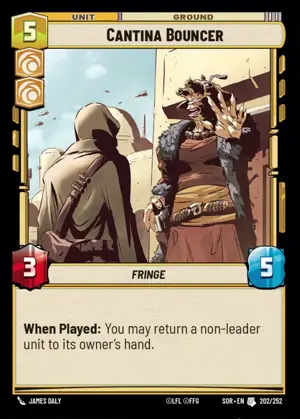 UNIT GROUND
5 CANTINA BOUNCER
3 FRINGE 5
When Played: You may return a non-leader
unit to its owner's hand.
JAMES DALY ©LFL ©FFG SOR • EN 202/252